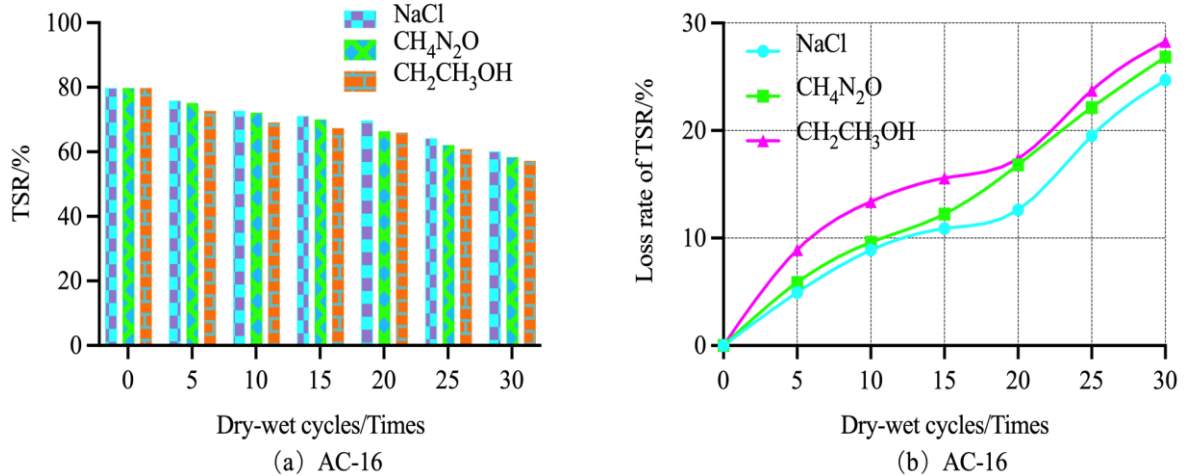 100
80
60
40
20
0
TSR/%
NaCl
CH₄N₂O
CH₂CH₃OH
0 5 10 15 20 25 30
Dry-wet cycles/Times
(a) AC-16
30
20
10
0
Loss rate of TSR/%
NaCl
CH₄N₂O
CH₂CH₃OH
0 5 10 15 20 25 30
Dry-wet cycles/Times
(b) AC-16